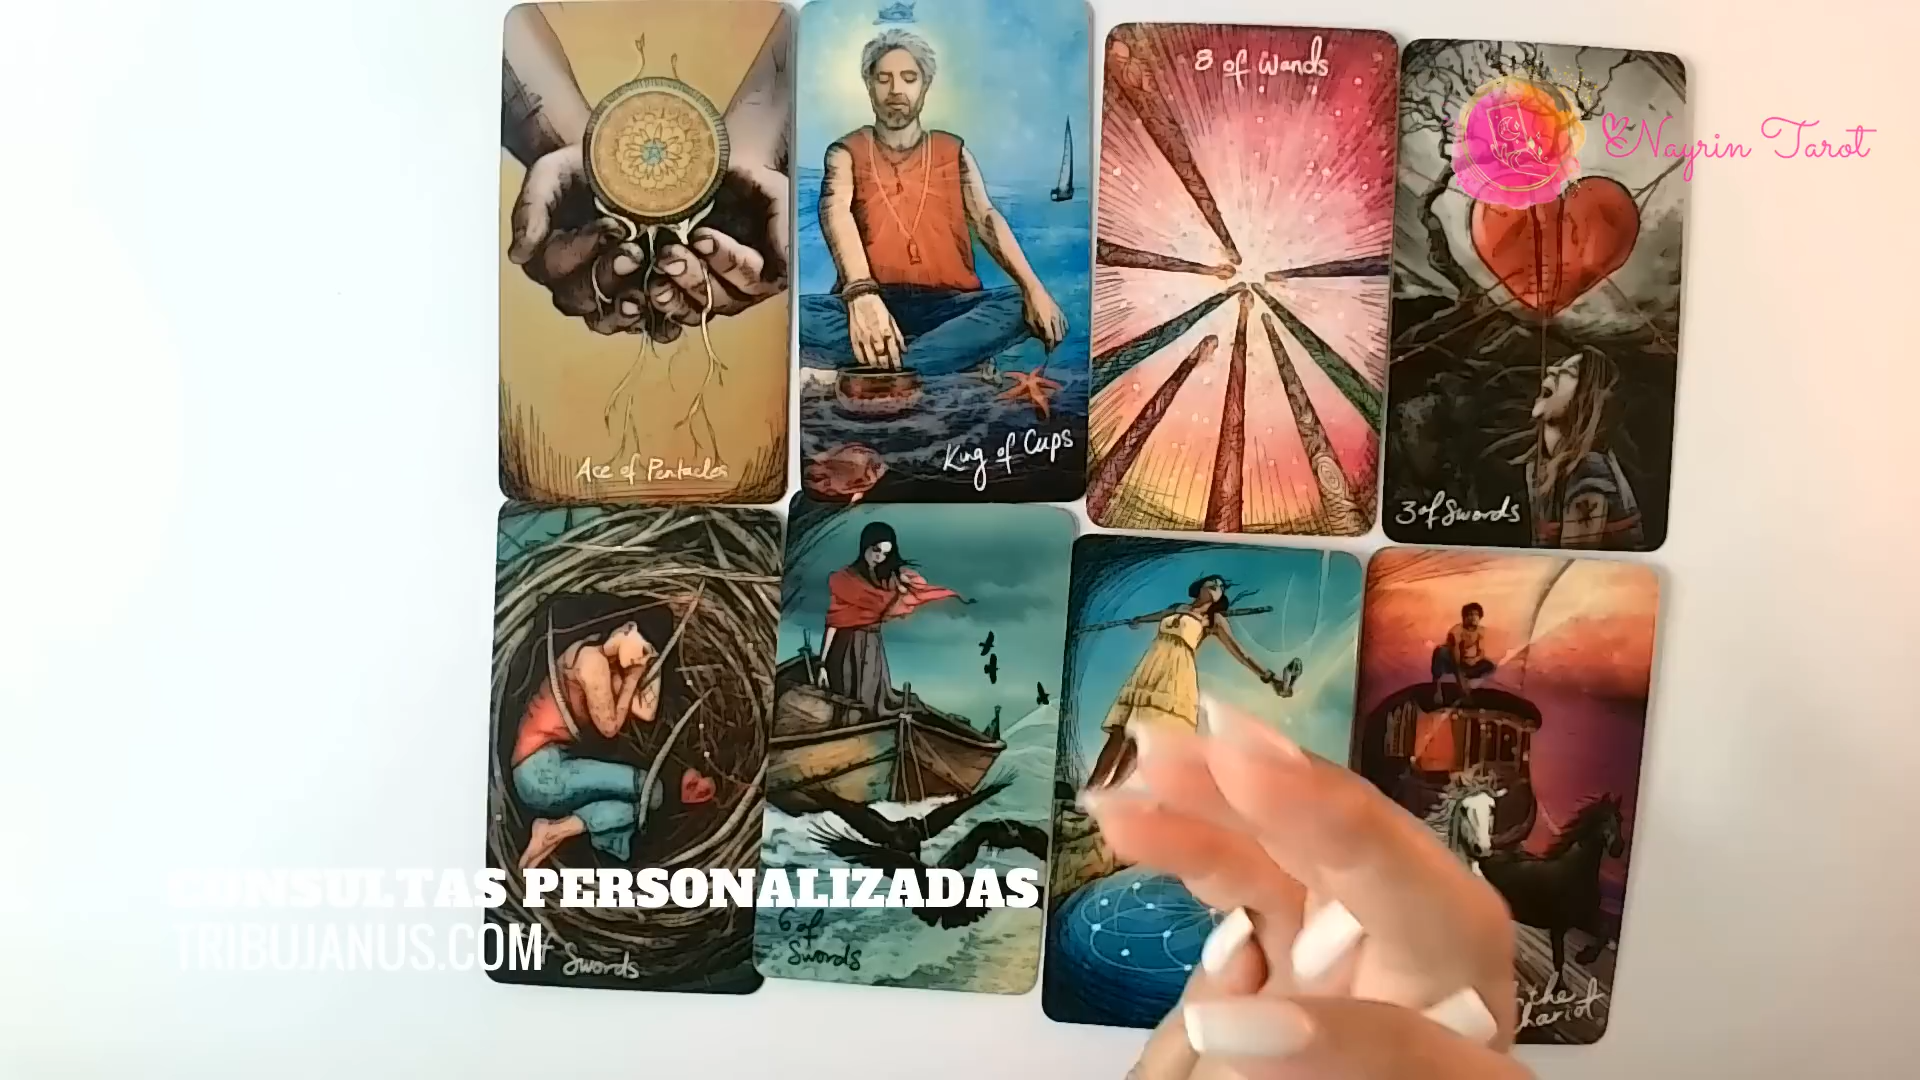 8 of Wands
Nayrin Tarot
Ace of Pentacles
King of Cups
3 of Swords
CONSULTAS PERSONALIZADAS
TRIBUJANUS.COM
Swords
6 of
Swords
the
chariot